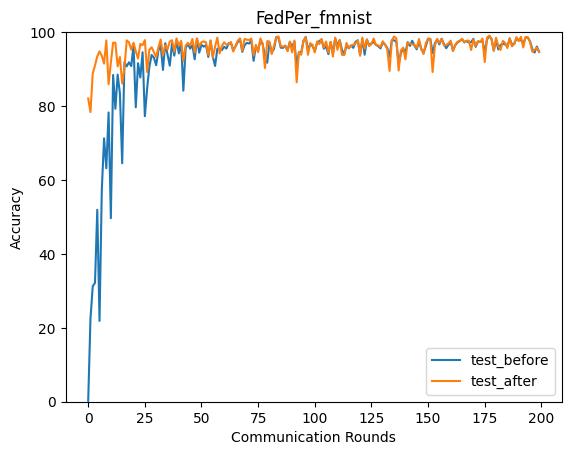 FedPer_fmnist
Accuracy
100
80
60
40
20
0
0 25 50 75 100 125 150 175 200
Communication Rounds
test_before
test_after